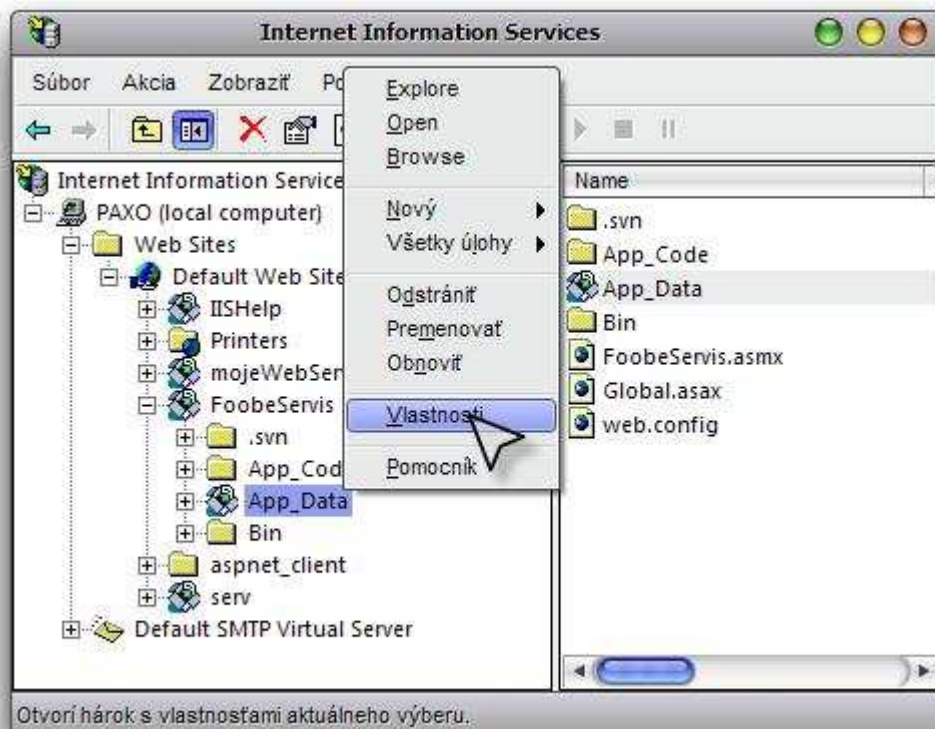 Internet Information Services
Súbor Akcia Zobraziť
Explore
Open
Browse
Nový
Všetky úlohy
Odstrániť
Premenovať
Obnoviť
Vlastnosti
Pomocník
Internet Information Service
PAXO (local computer)
Web Sites
Default Web Site
IISHelp
Printers
mojeWebSer
FoobeServis
.svn
App_Cod
App_Data
Bin
aspnet_client
serv
Default SMTP Virtual Server
Name
.svn
App_Code
App_Data
Bin
FoobeServis.asmx
Global.asax
web.config
Otvorí hárok s vlastnosťami aktuálneho výberu.